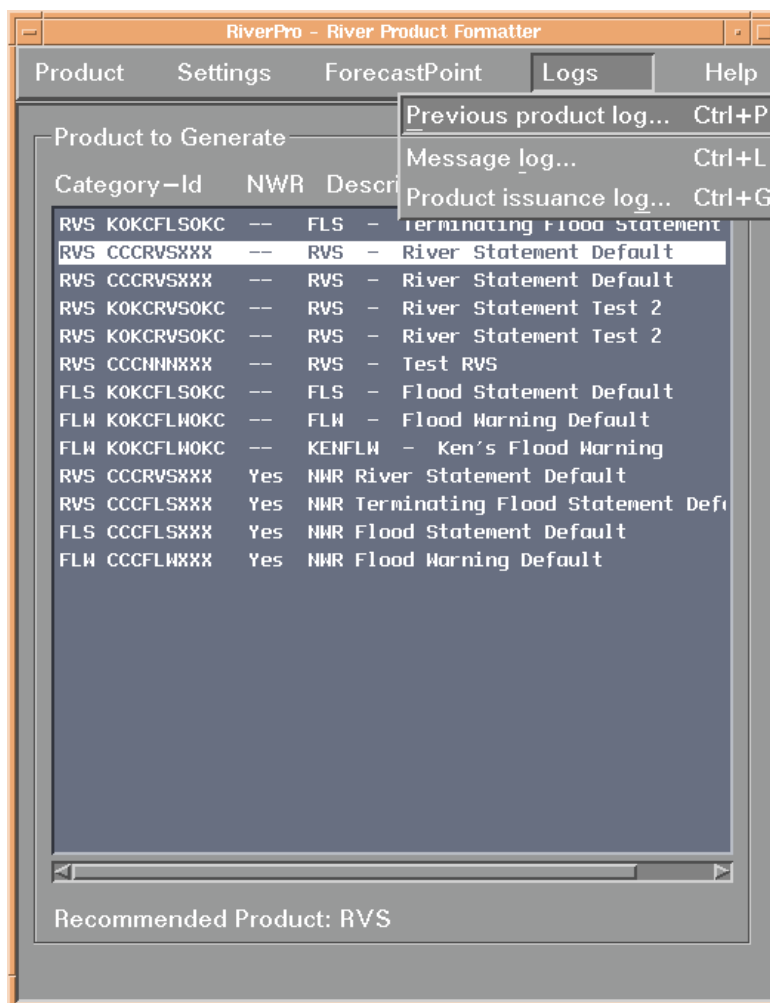 RiverPro - River Product Formatter
Product Settings ForecastPoint Logs Help
Previous product log... Ctrl+P
Message log... Ctrl+L
Product issuance log... Ctrl+G
Product to Generate
Category-Id NWR Descri
RVS KOKCFLSOKC -- FLS - Terminating Flood Statement
RVS CCCRVSXXX -- RVS - River Statement Default
RVS CCCRVSXXX -- RVS - River Statement Default
RVS KOKCRVSOKC -- RVS - River Statement Test 2
RVS KOKCRVSOKC -- RVS - River Statement Test 2
RVS CCCNNNXXX -- RVS - Test RVS
FLS KOKCFLSOKC -- FLS - Flood Statement Default
FLW KOKCFLWOKC -- FLW - Flood Warning Default
FLW KOKCFLWOKC -- KENFLW - Ken's Flood Warning
RVS CCCRVSXXX Yes NWR River Statement Default
RVS CCCFLSXXX Yes NWR Terminating Flood Statement Defa
FLS CCCFLSXXX Yes NWR Flood Statement Default
FLW CCCFLWXXX Yes NWR Flood Warning Default
Recommended Product: RVS